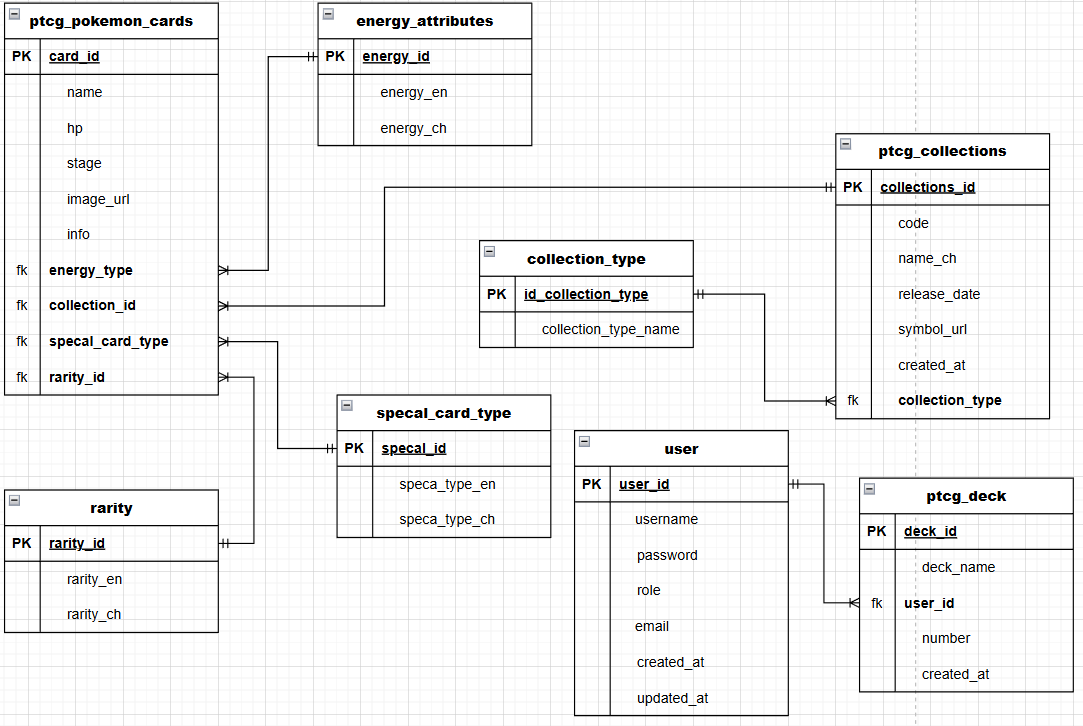 ptcg_pokemon_cards
PK card_id
name
hp
stage
image_url
info
fk energy_type
fk collection_id
fk specal_card_type
fk rarity_id
energy_attributes
PK energy_id
energy_en
energy_ch
ptcg_collections
PK collections_id
code
name_ch
release_date
symbol_url
created_at
fk collection_type
collection_type
PK id_collection_type
collection_type_name
specal_card_type
PK specal_id
speca_type_en
speca_type_ch
rarity
PK rarity_id
rarity_en
rarity_ch
user
PK user_id
username
password
role
email
created_at
updated_at
ptcg_deck
PK deck_id
deck_name
fk user_id
number
created_at